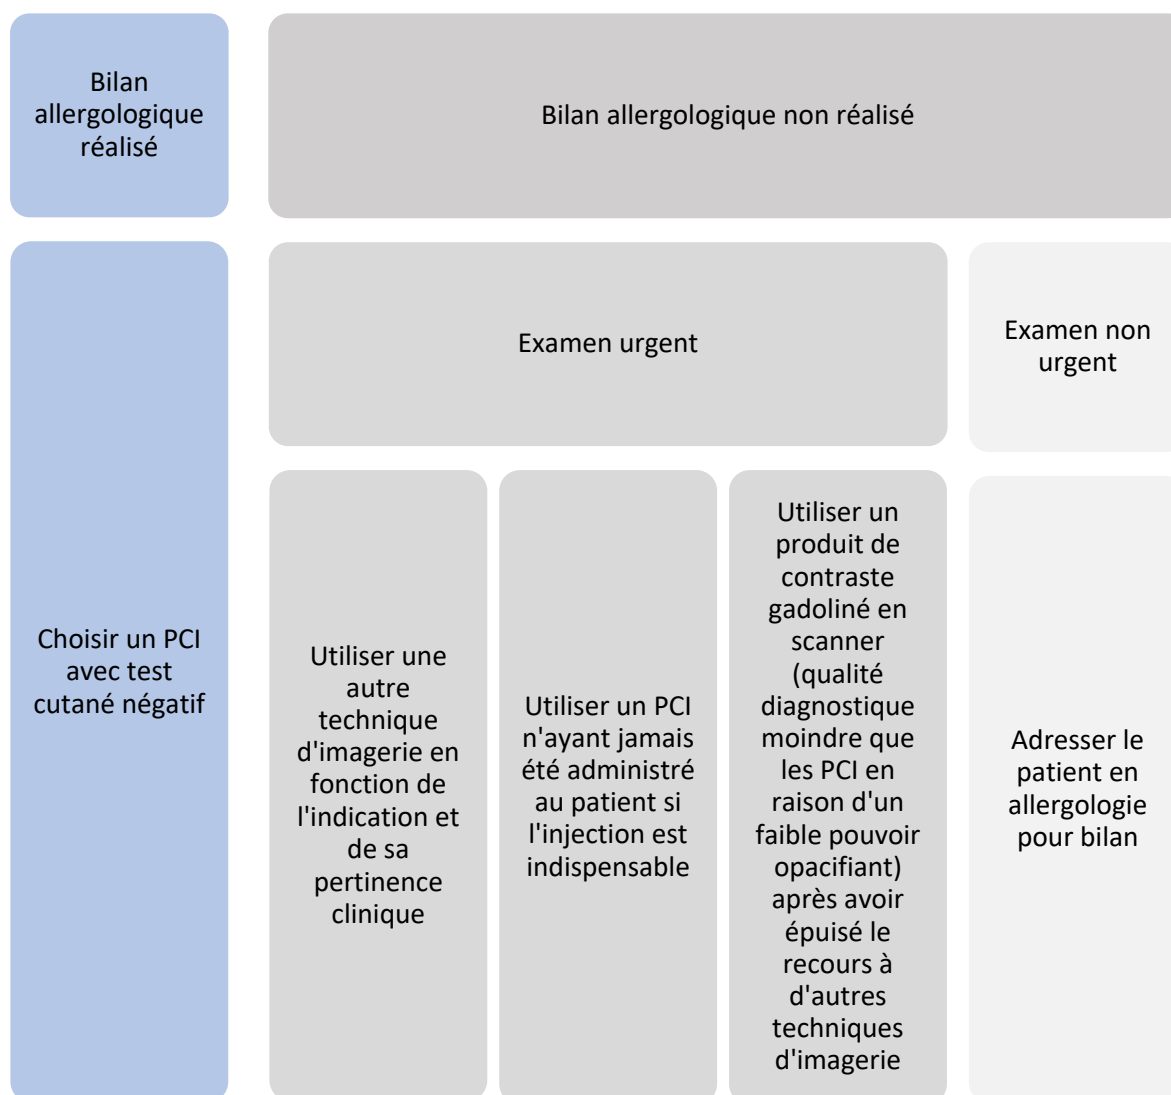 Bilan
allergologique
réalisé
Bilan allergologique non réalisé
Examen urgent
Examen non
urgent
Choisir un PCI
avec test
cutané négatif
Utiliser une
autre
technique
d'imagerie en
fonction de
l'indication et
de sa
pertinence
clinique
Utiliser un PCI
n'ayant jamais
été administré
au patient si
l'injection est
indispensable
Utiliser un
produit de
contraste
gadoliné en
scanner
(qualité
diagnostique
moindre que
les PCI en
raison d'un
faible pouvoir
opacifiant)
après avoir
épuisé le
recours à
d'autres
techniques
d'imagerie
Adresser le
patient en
allergologie
pour bilan